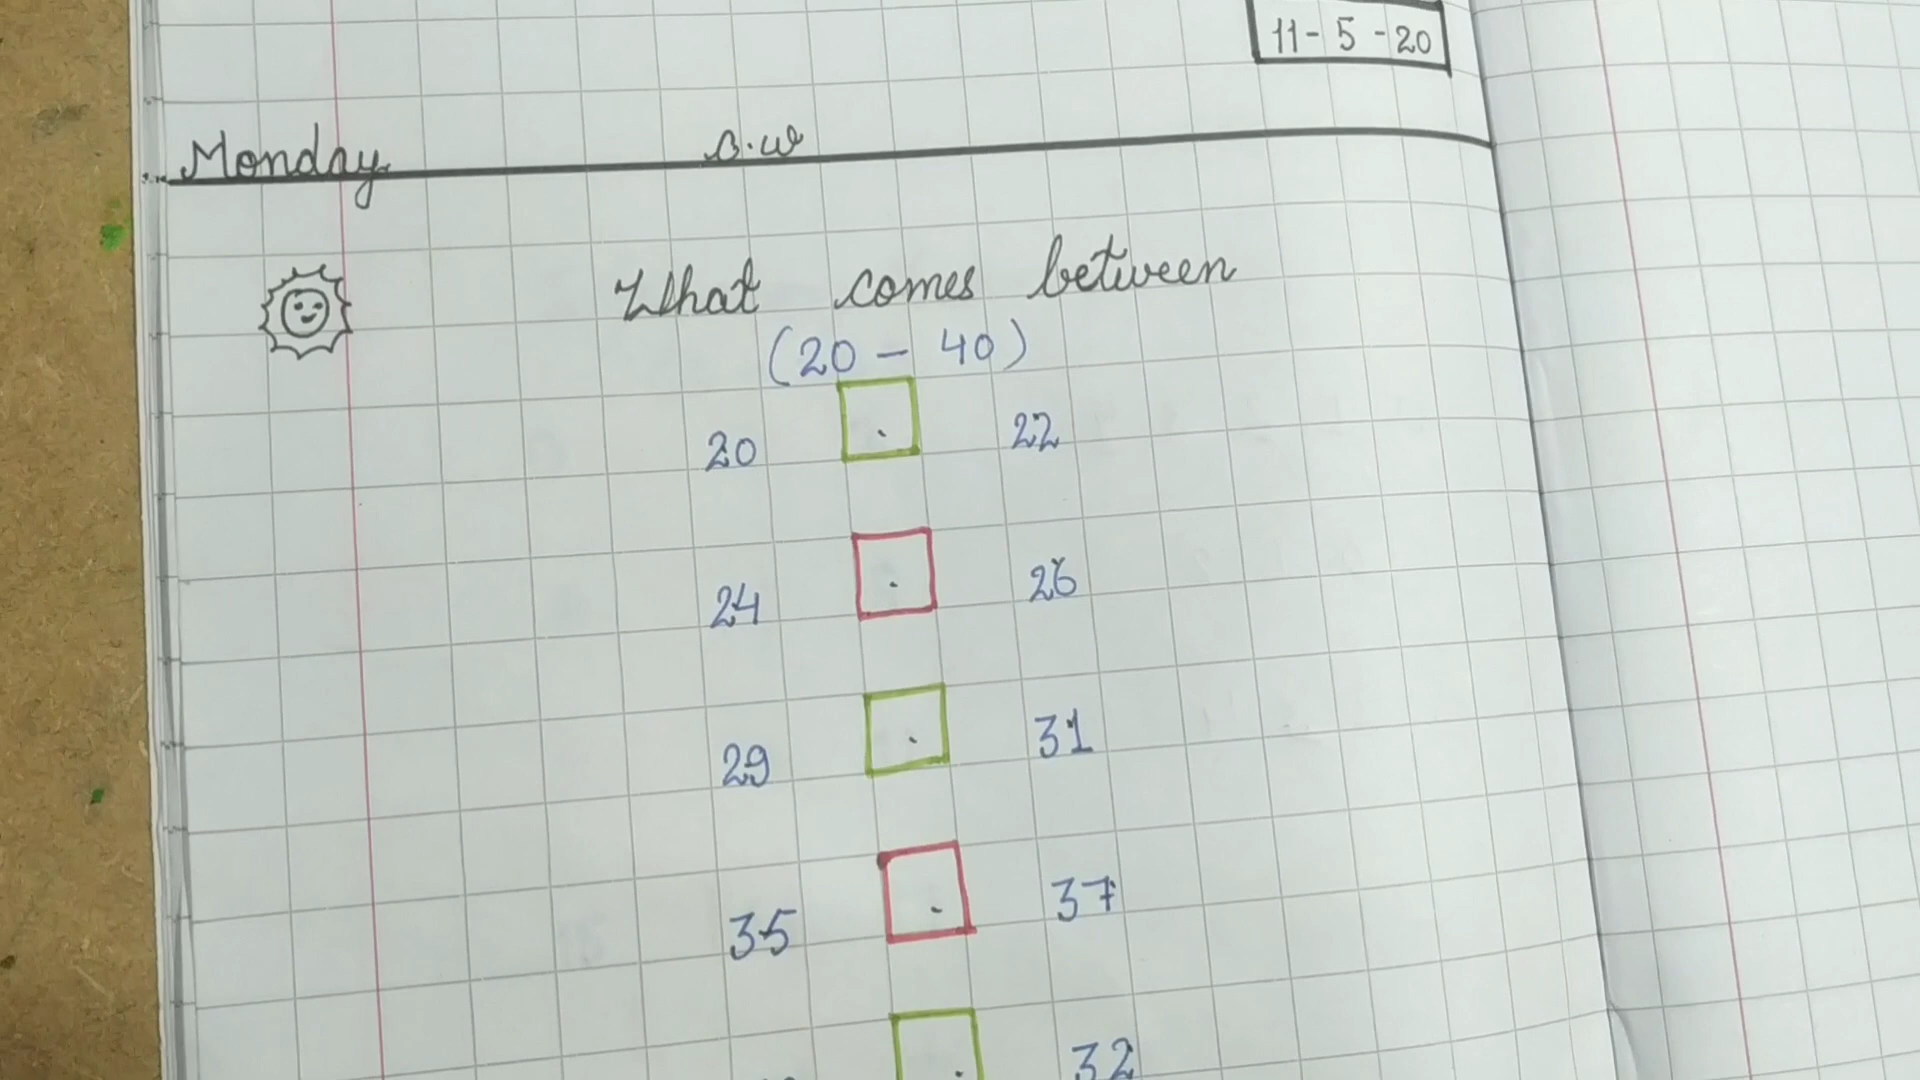 11-5-20
Monday C.W
What comes between
(20 - 40)
20 . 22
24 . 26
29 . 31
35 . 37
. 32